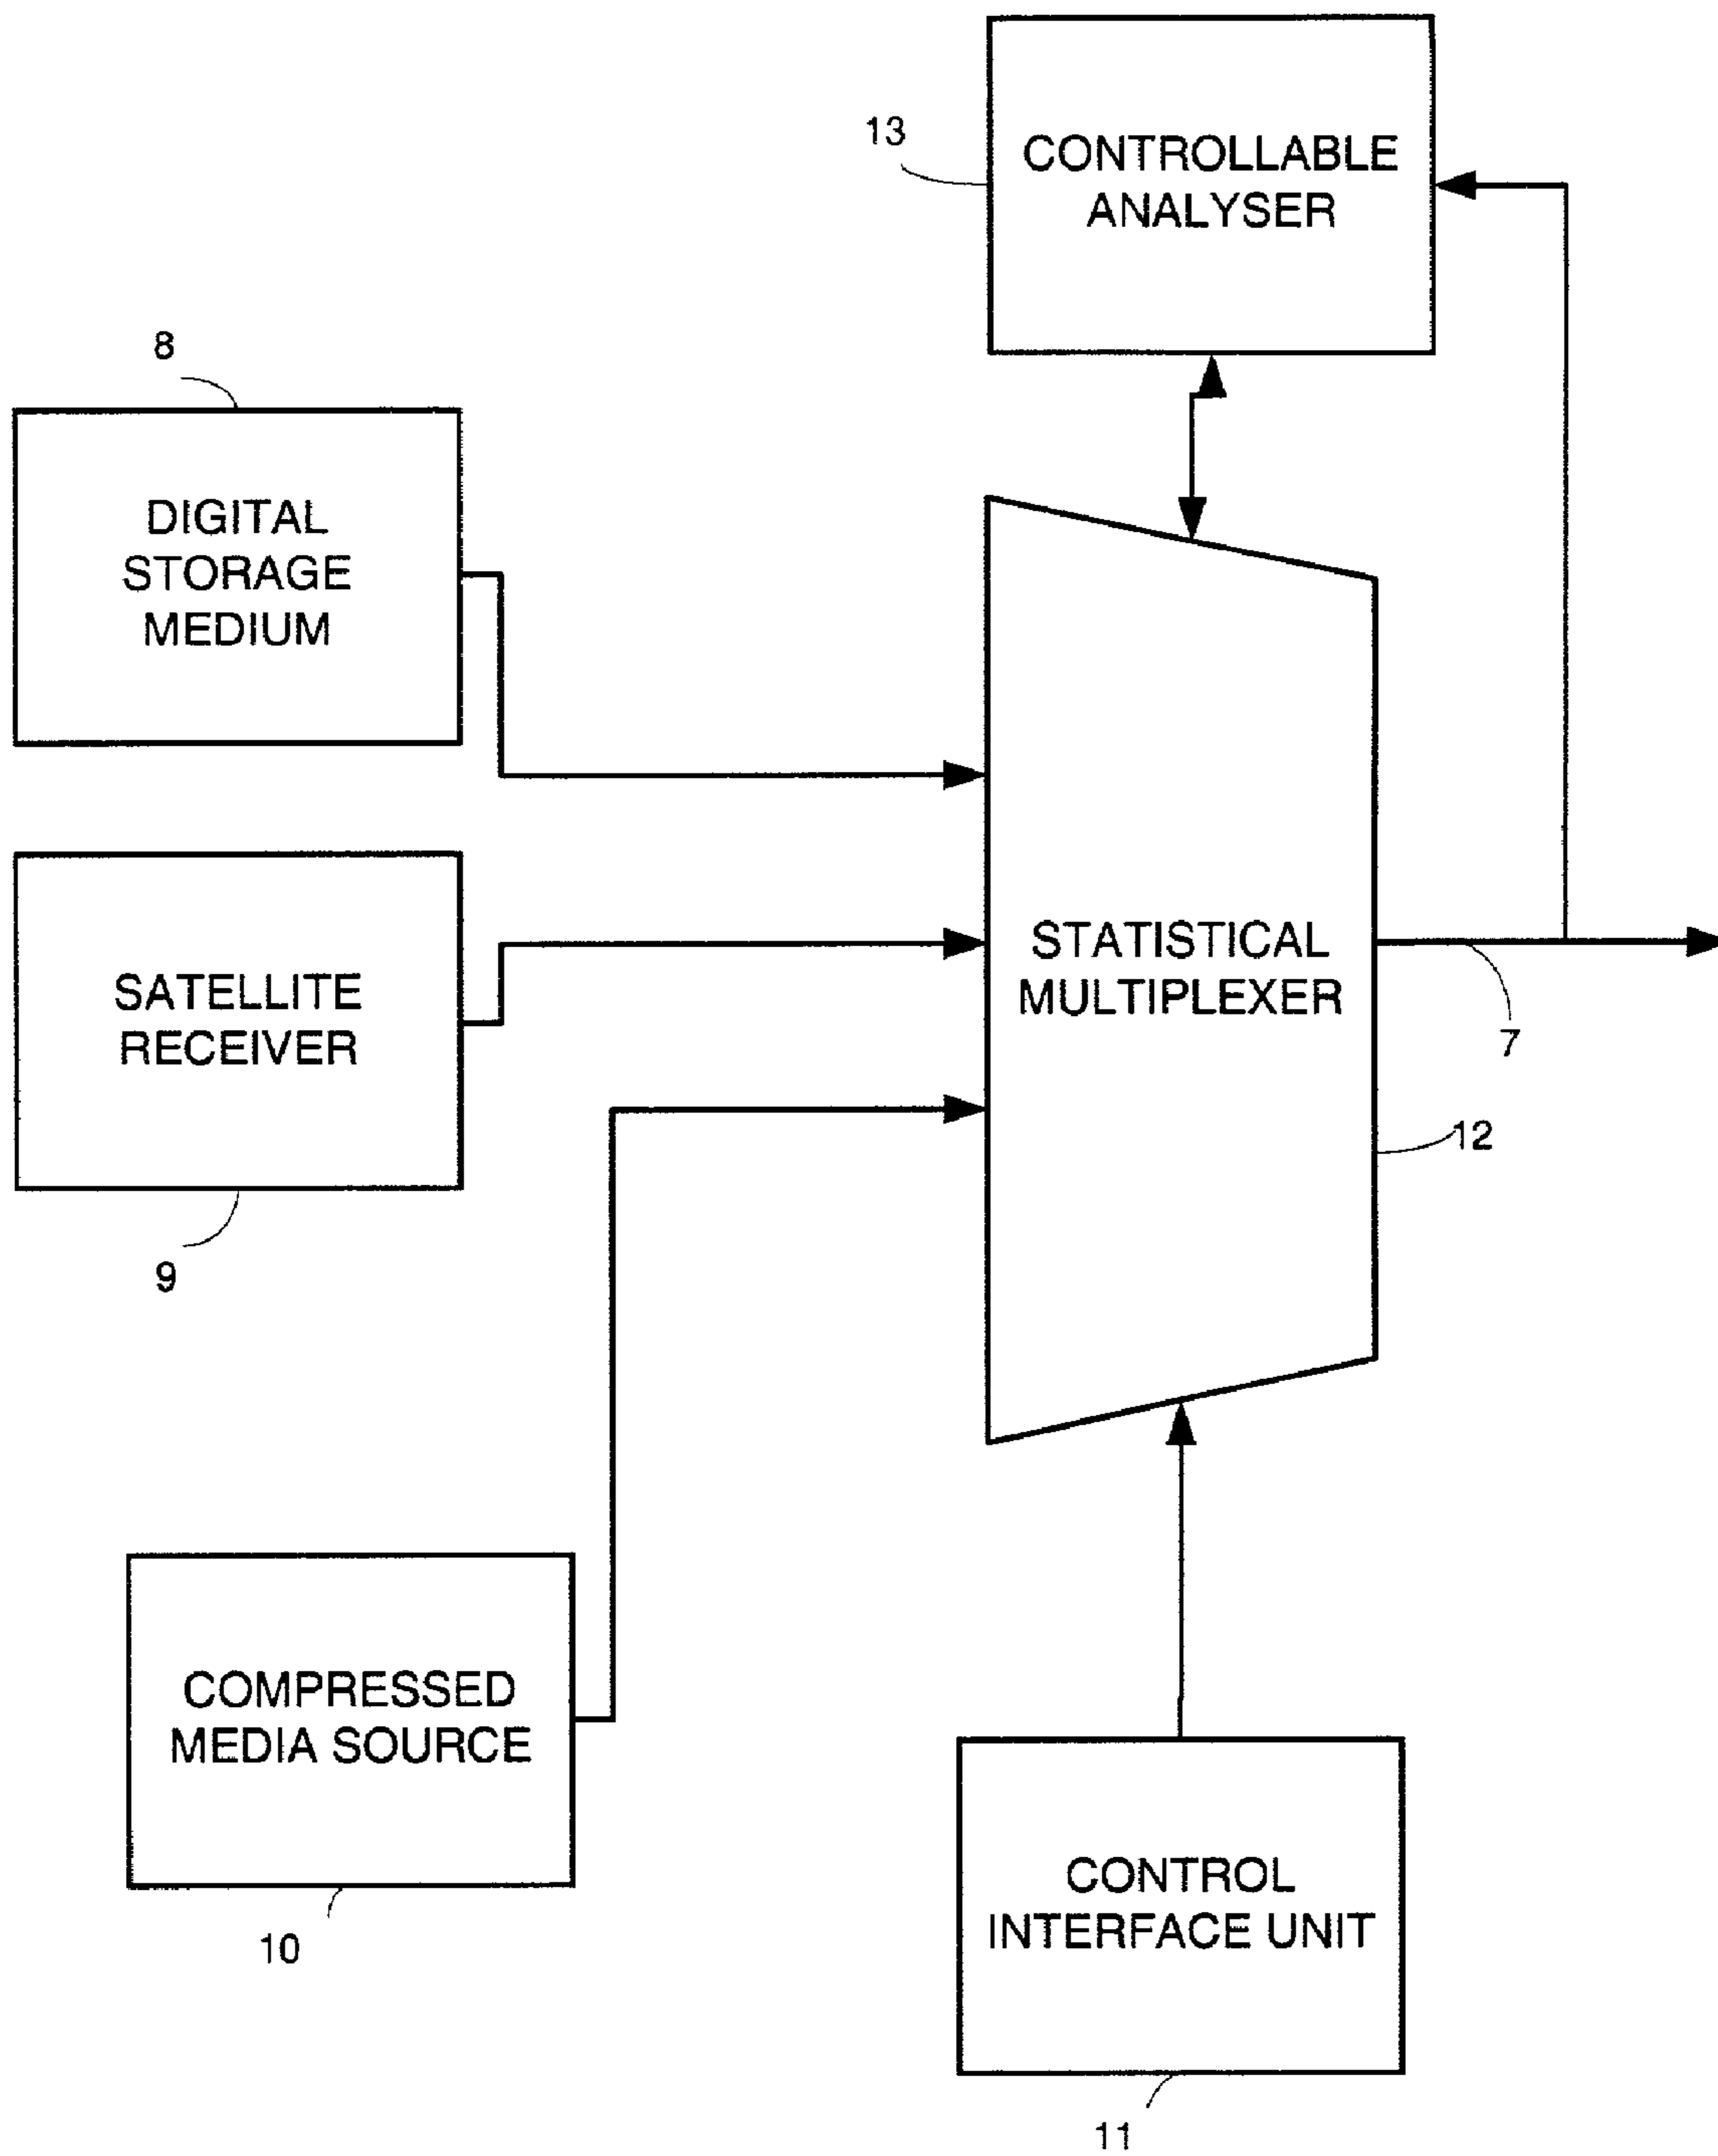 13
CONTROLLABLE
ANALYSER
8
DIGITAL
STORAGE
MEDIUM
SATELLITE
RECEIVER
9
STATISTICAL
MULTIPLEXER
7
12
COMPRESSED
MEDIA SOURCE
10
CONTROL
INTERFACE UNIT
11